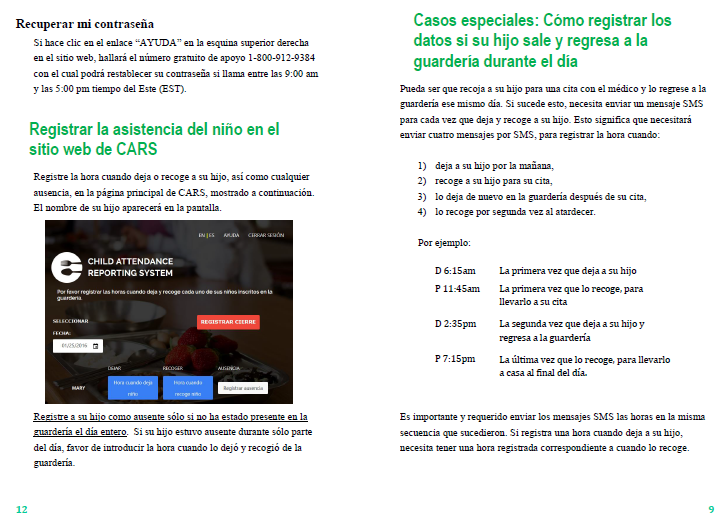 Recuperar mi contraseña
Si hace clic en el enlace “AYUDA” en la esquina superior derecha
en el sitio web, hallará el número gratuito de apoyo 1-800-912-9384
con el cual podrá restablecer su contraseña si llama entre las 9:00 am
y las 5:00 pm tiempo del Este (EST).
Registrar la asistencia del niño en el
sitio web de CARS
Registre la hora cuando deja o recoge a su hijo, así como cualquier
ausencia, en la página principal de CARS, mostrado a continuación.
El nombre de su hijo aparecerá en la pantalla.
EN | ES AYUDA CERRAR SESIÓN
CHILD ATTENDANCE
REPORTING SYSTEM
Por favor registrar las horas cuando deja y recoge cada uno de sus niños inscritos en la
guardería.
SELECCIONAR
REGISTRAR CIERRE
FECHA:
01/25/2016
DEJAR RECOGER AUSENCIA
MARY
Hora cuando deja
niño
Hora cuando
recoge niño
Registrar ausencia
Registre a su hijo como ausente sólo si no ha estado presente en la
guardería el día entero. Si su hijo estuvo ausente durante sólo parte
del día, favor de introducir la hora cuando lo dejó y recogió de la
guardería.
12
Casos especiales: Cómo registrar los
datos si su hijo sale y regresa a la
guardería durante el día
Pueda ser que recoja a su hijo para una cita con el médico y lo regrese a la
guardería ese mismo día. Si sucede esto, necesita enviar un mensaje SMS
para cada vez que deja y recoge a su hijo. Esto significa que necesitará
enviar cuatro mensajes por SMS, para registrar la hora cuando:
1) deja a su hijo por la mañana,
2) recoge a su hijo para su cita,
3) lo deja de nuevo en la guardería después de su cita,
4) lo recoge por segunda vez al atardecer.
Por ejemplo:
D 6:15am La primera vez que deja a su hijo
P 11:45am La primera vez que lo recoge, para
llevarlo a su cita
D 2:35pm La segunda vez que deja a su hijo y
regresa a la guardería
P 7:15pm La última vez que lo recoge, para llevarlo
a casa al final del día.
Es importante y requerido enviar los mensajes SMS las horas en la misma
secuencia que sucedieron. Si registra una hora cuando deja a su hijo,
necesita tener una hora registrada correspondiente a cuando lo recoge.
9